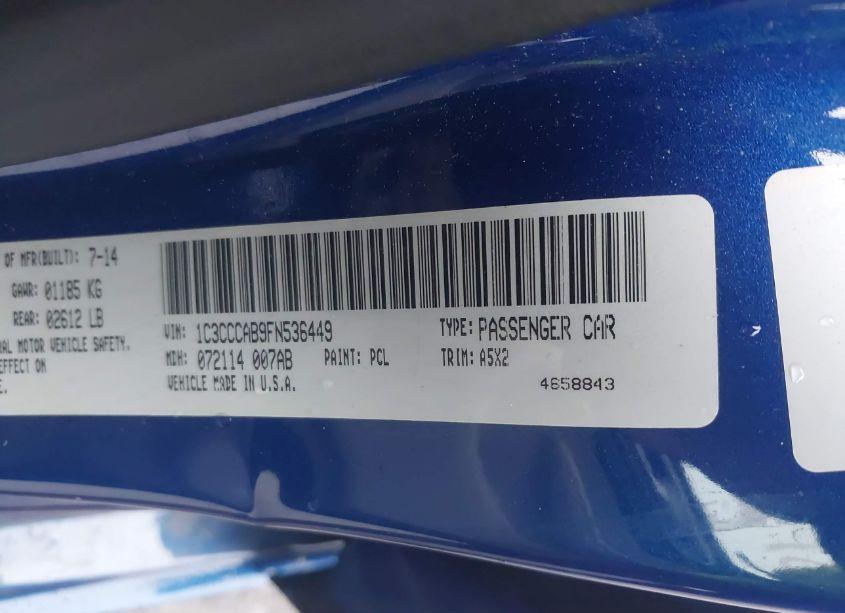 OF MFR(BUILT): 7-14
GAWR: 01185 KG
REAR: 02612 LB
MOTOR VEHICLE SAFETY.
EFFECT ON
VIN: 1C3CCCAB9FN536449 TYPE: PASSENGER CAR
MDH: 072114 007AB PAINT: PCL TRIM: A5X2
VEHICLE MADE IN U.S.A.
4658843